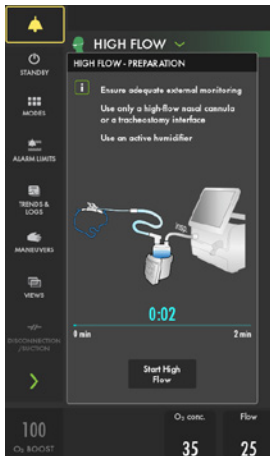 HIGH FLOW
STANDBY
HIGH FLOW - PREPARATION
i
Ensure adequate external monitoring
Use only a high-flow nasal cannula
or a tracheostomy interface
Use an active humidifier
MODES
ALARM LIMITS
TRENDS &
LOGS
MANEUVERS
VIEWS
DISCONNECTION
/SUCTION
insp.
0:02
0 min
2 min
Start High
Flow
100
O₂ BOOST
O₂ conc.
35
Flow
25